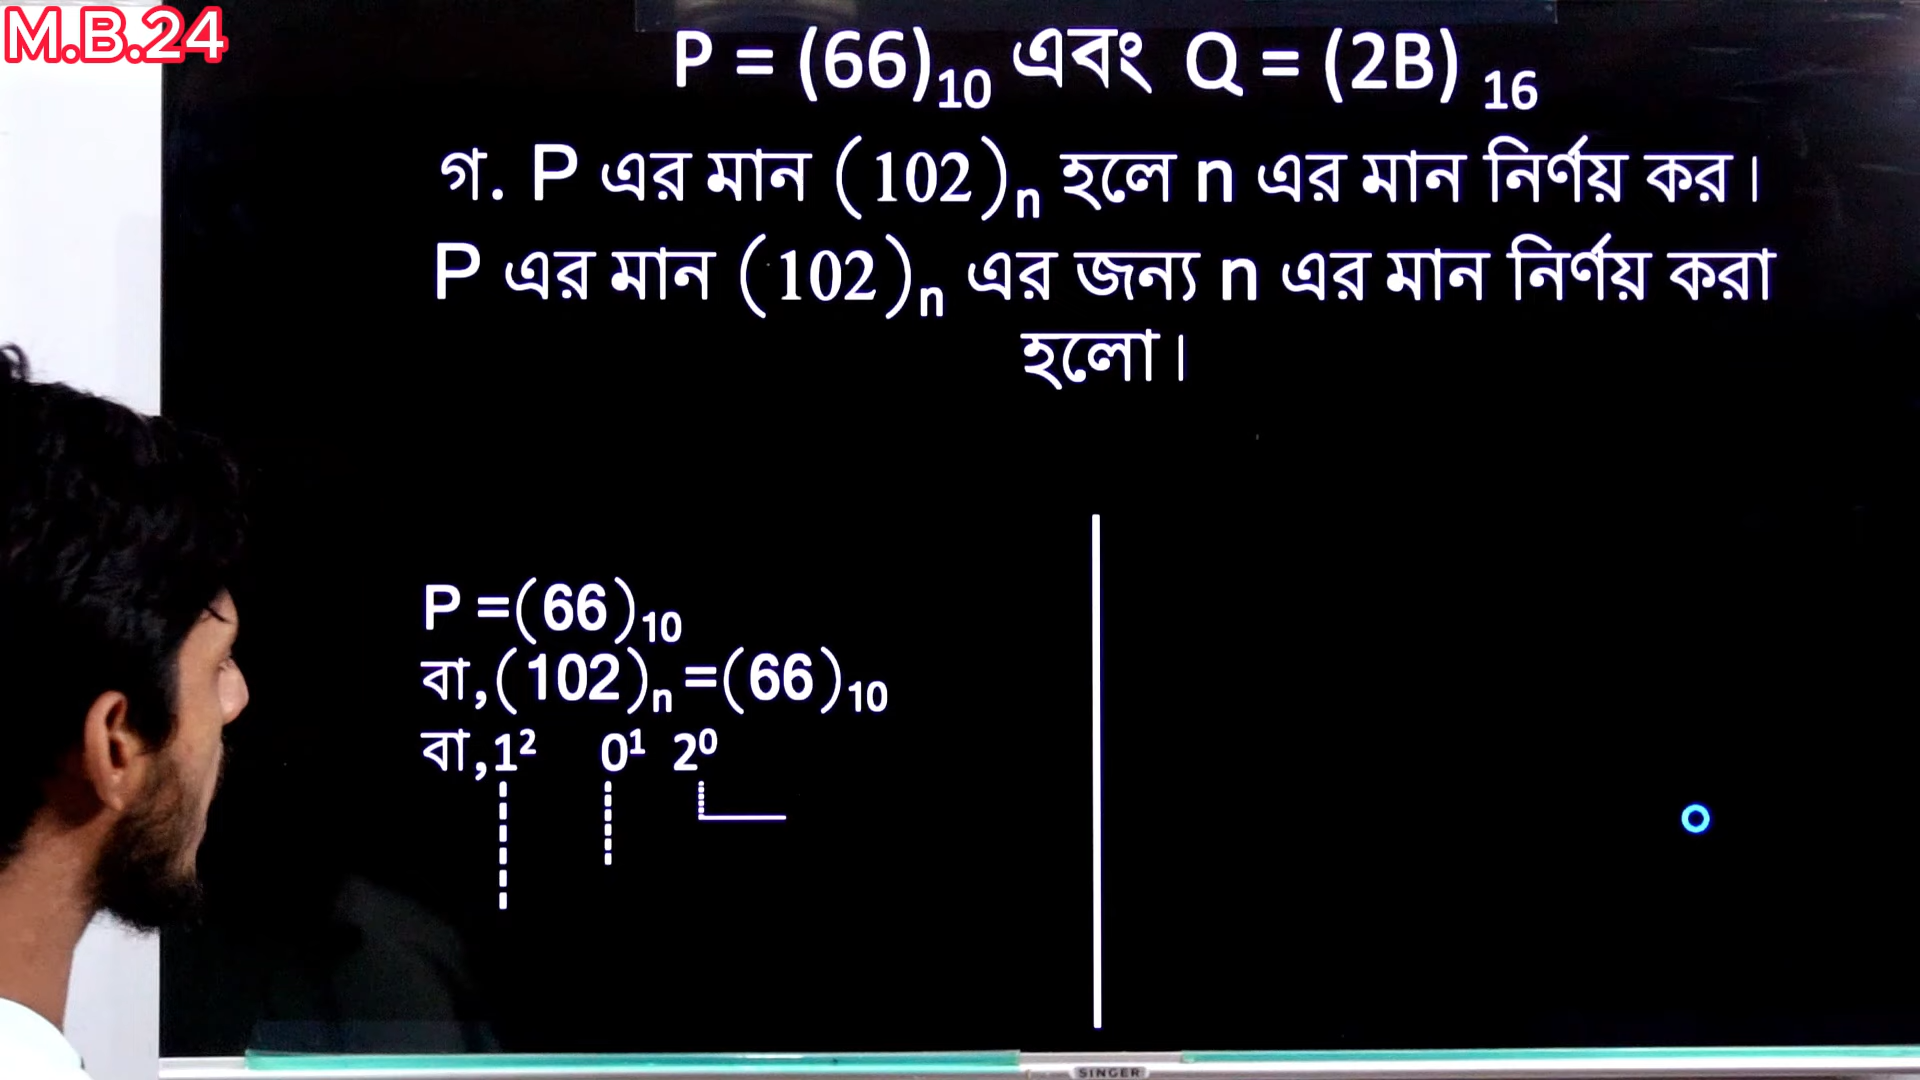 M.B.24
P = (66)₁₀ এবং Q = (2B) ₁₆
গ. P এর মান (102)ₙ হলে n এর মান নির্ণয় কর।
P এর মান (102)ₙ এর জন্য n এর মান নির্ণয় করা
হলো।
P =(66)₁₀
বা,(102)ₙ =(66)₁₀
বা,1² 0¹ 2⁰
SINGER